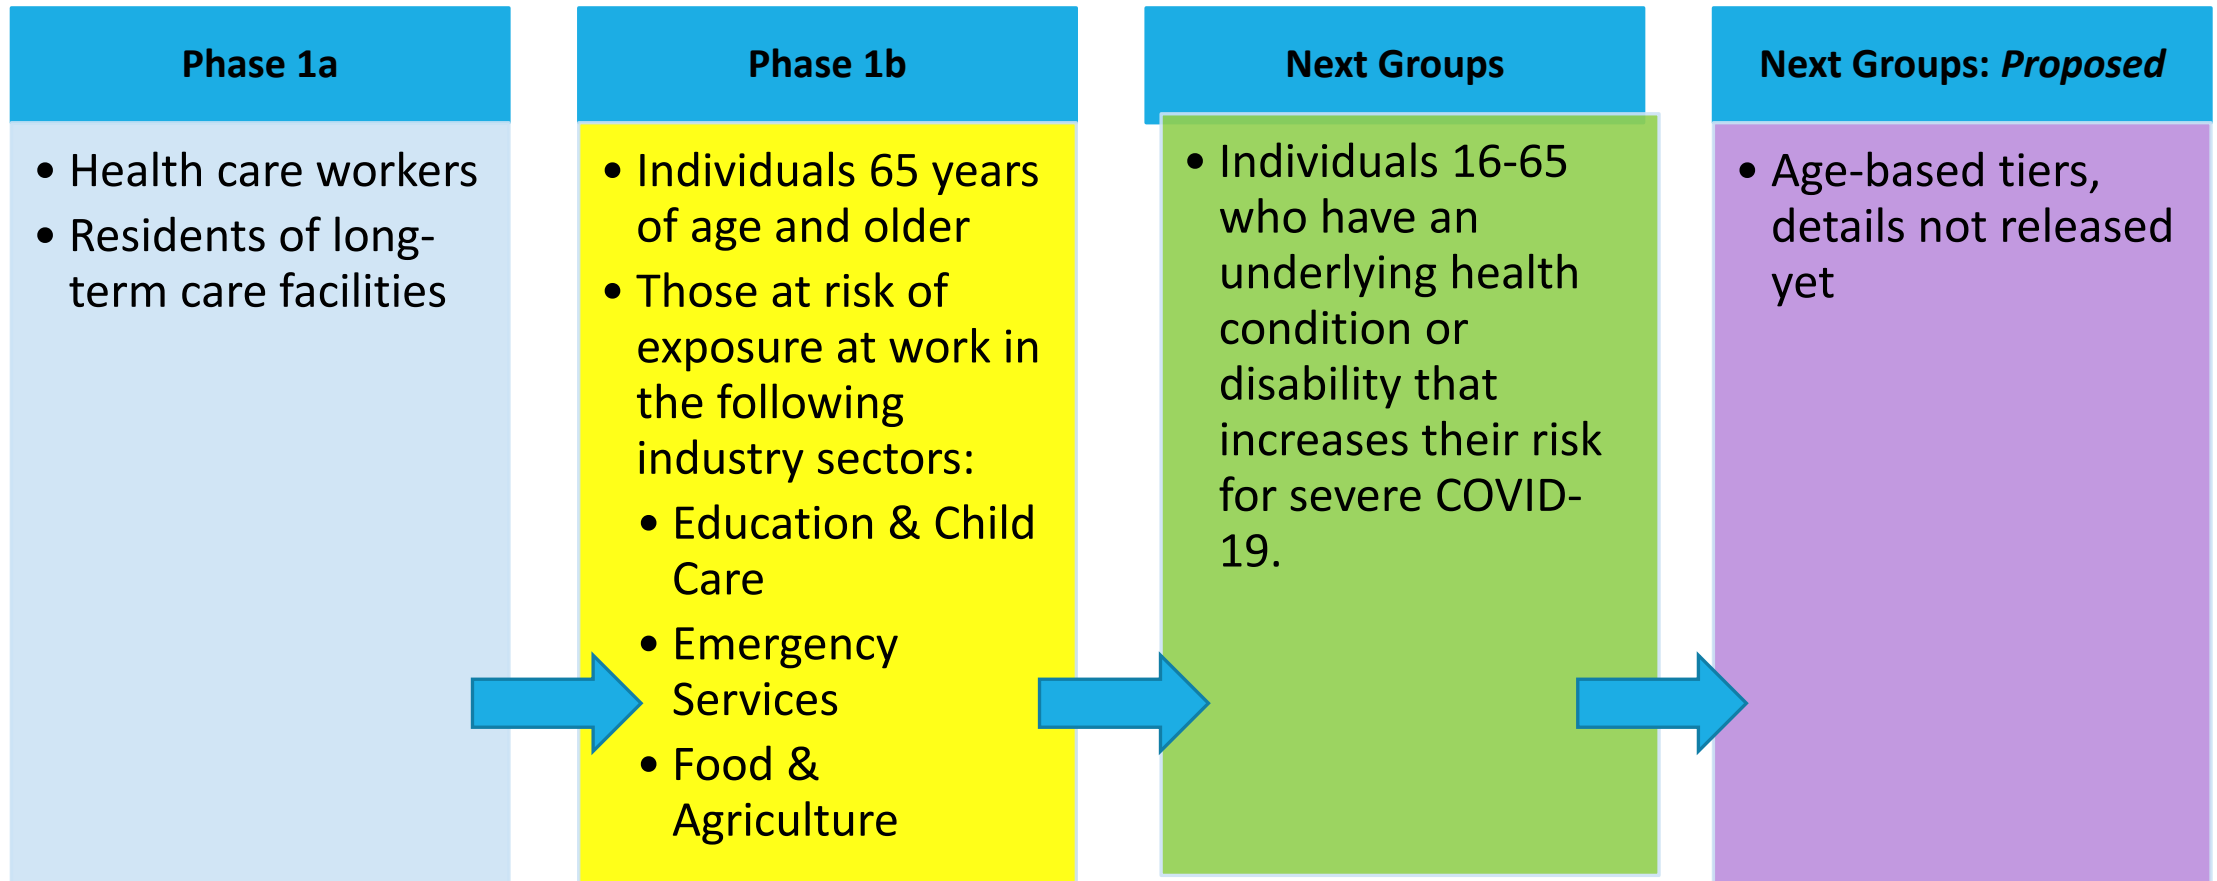 Phase 1a
• Health care workers
• Residents of long-
term care facilities
Phase 1b
• Individuals 65 years
of age and older
• Those at risk of
exposure at work in
the following
industry sectors:
• Education & Child
Care
• Emergency
Services
• Food &
Agriculture
Next Groups
• Individuals 16-65
who have an
underlying health
condition or
disability that
increases their risk
for severe COVID-
19.
Next Groups: Proposed
• Age-based tiers,
details not released
yet